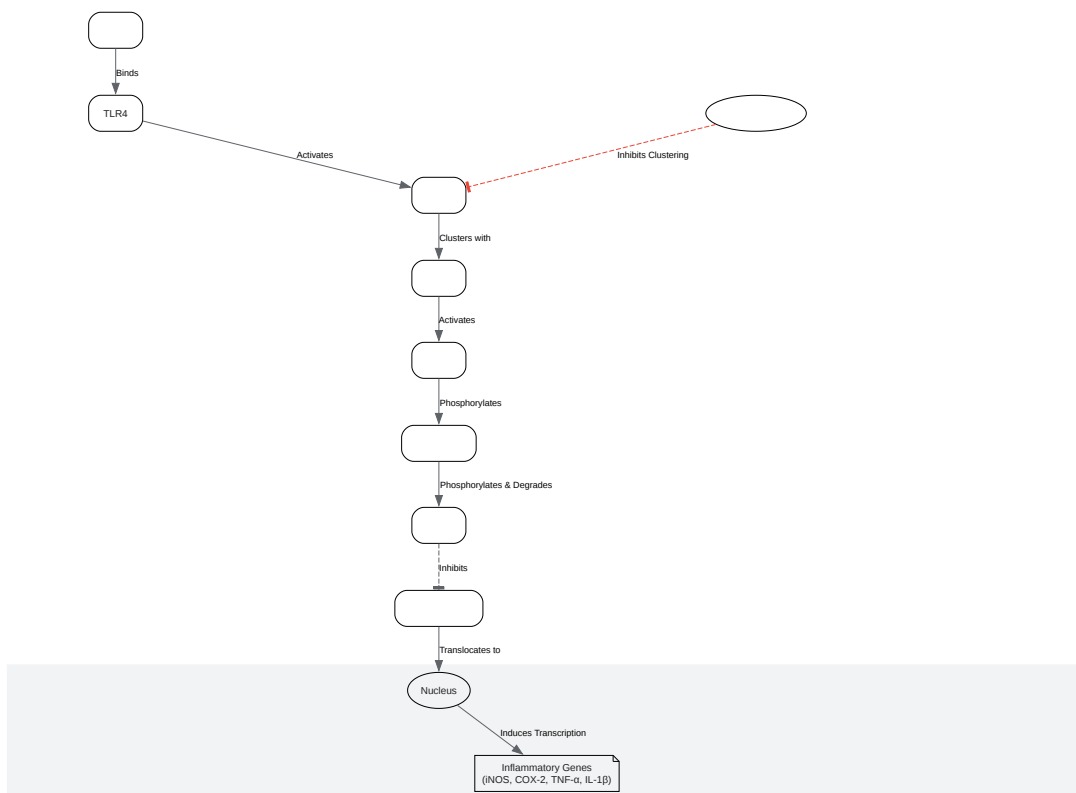 Binds
TLR4
Activates
Inhibits Clustering
Clusters with
Activates
Phosphorylates
Phosphorylates & Degrades
Inhibits
Translocates to
Nucleus
Induces Transcription
Inflammatory Genes
(iNOS, COX-2, TNF-α, IL-1β)